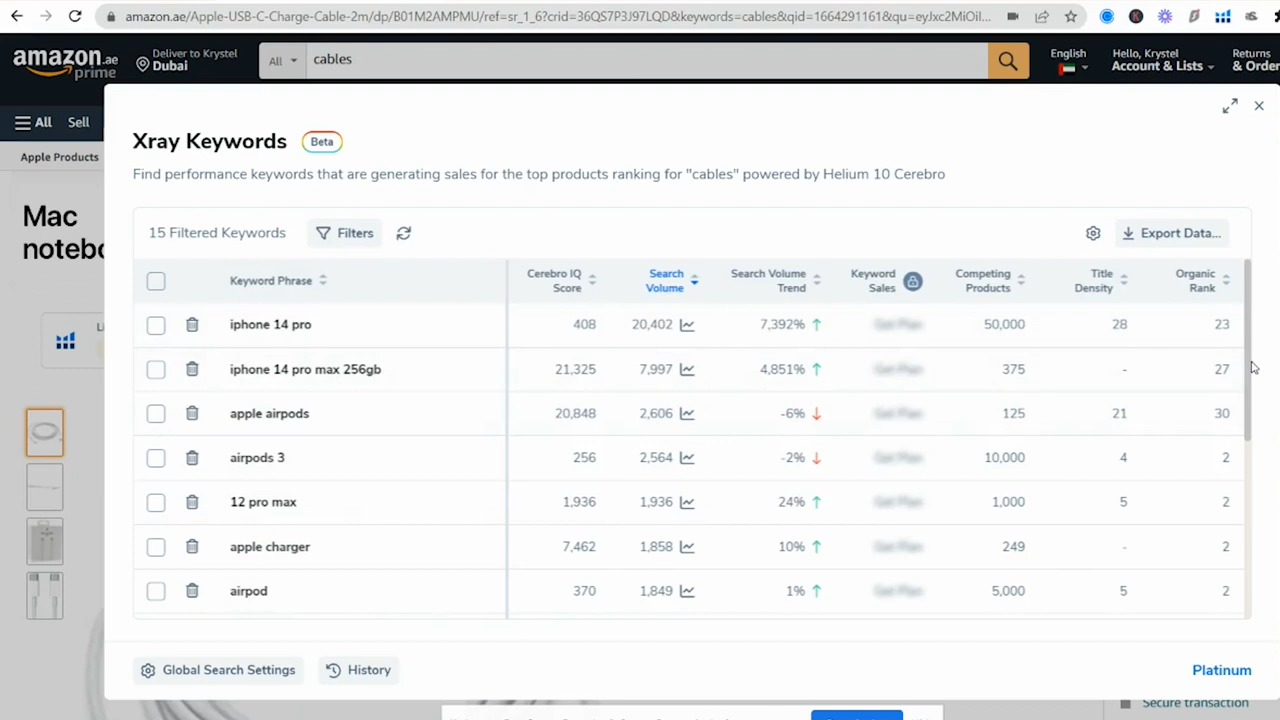 amazon.ae/Apple-USB-C-Charge-Cable-2m/dp/B01M2AMPMU/ref=sr_1_6?crid=36QS7P3J97LQD&keywords=cables&qid=1664291161&qu=eyJxc2MiOiI...
amazon.ae
prime
Deliver to Krystel
Dubai
All
cables
English
Hello, Krystel
Account & Lists
Returns
& Order
All
Sell
Apple Products
Mac
notebo
Xray Keywords
Beta
Find performance keywords that are generating sales for the top products ranking for "cables" powered by Helium 10 Cerebro
15 Filtered Keywords
Filters
Export Data...
Keyword Phrase
Cerebro IQ Score
Search Volume
Search Volume Trend
Keyword Sales
Competing Products
Title Density
Organic Rank
iphone 14 pro 408 20,402 7,392% 50,000 28 23
iphone 14 pro max 256gb 21,325 7,997 4,851% 375 - 27
apple airpods 20,848 2,606 -6% 125 21 30
airpods 3 256 2,564 -2% 10,000 4 2
12 pro max 1,936 1,936 24% 1,000 5 2
apple charger 7,462 1,858 10% 249 - 2
airpod 370 1,849 1% 5,000 5 2
Global Search Settings
History
Platinum
Secure transaction